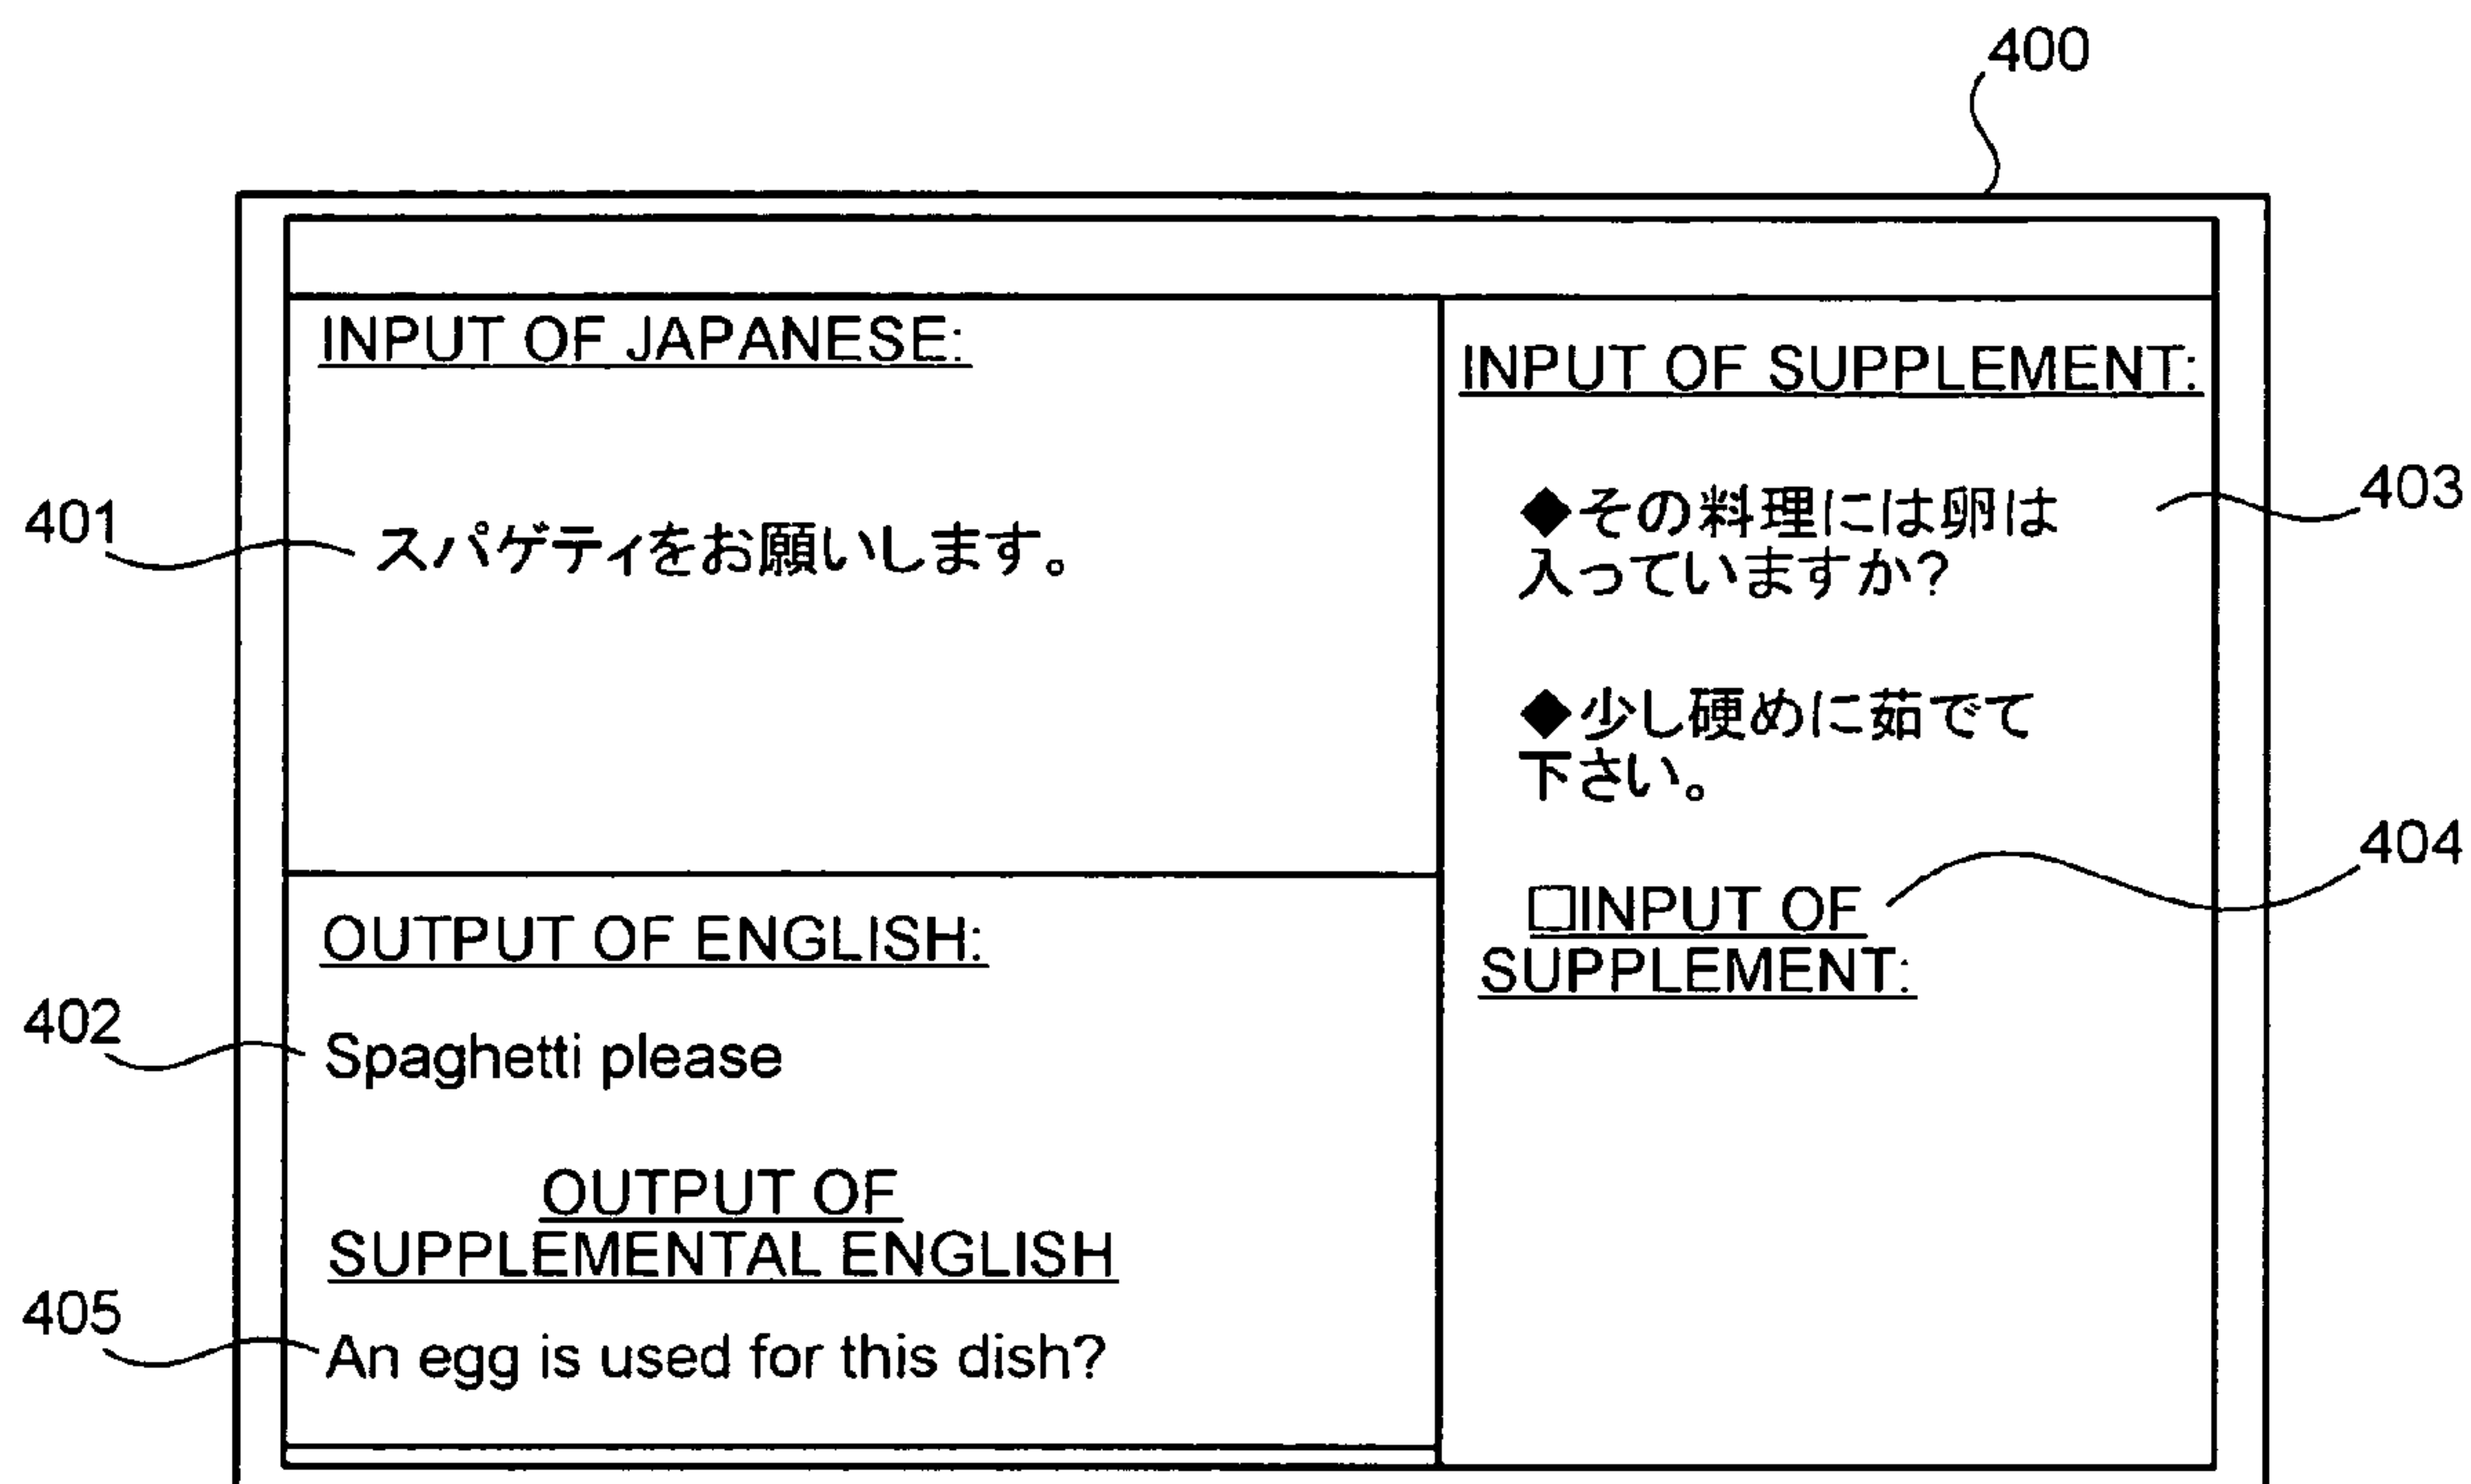 400
INPUT OF JAPANESE:
401
スパゲティをお願いします。
OUTPUT OF ENGLISH:
402
Spaghetti please
OUTPUT OF
SUPPLEMENTAL ENGLISH
405
An egg is used for this dish?
INPUT OF SUPPLEMENT:
403
◆その料理には卵は
入っていますか?
◆少し硬めに茹でて
下さい。
404
□INPUT OF
SUPPLEMENT: